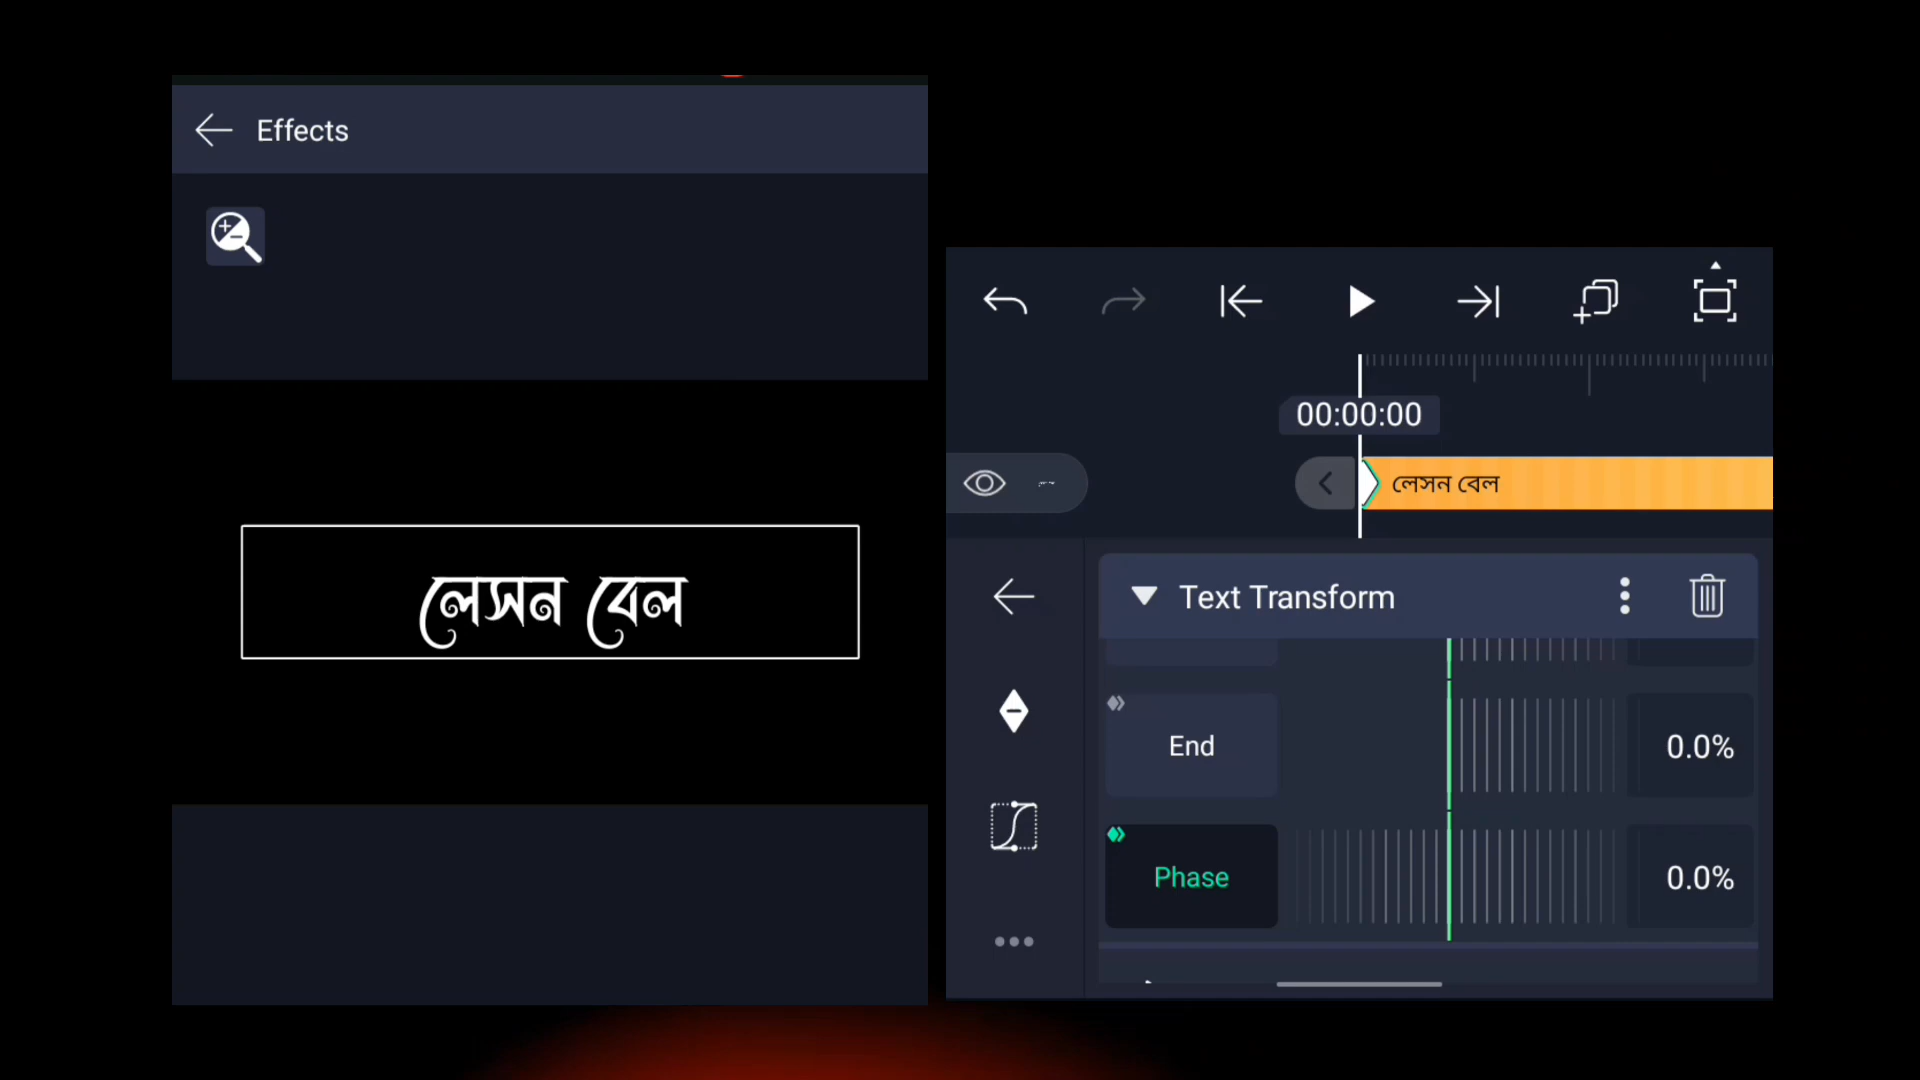 Effects
লেসন বেল
00:00:00
লেসন বেল
Text Transform
End
0.0%
Phase
0.0%